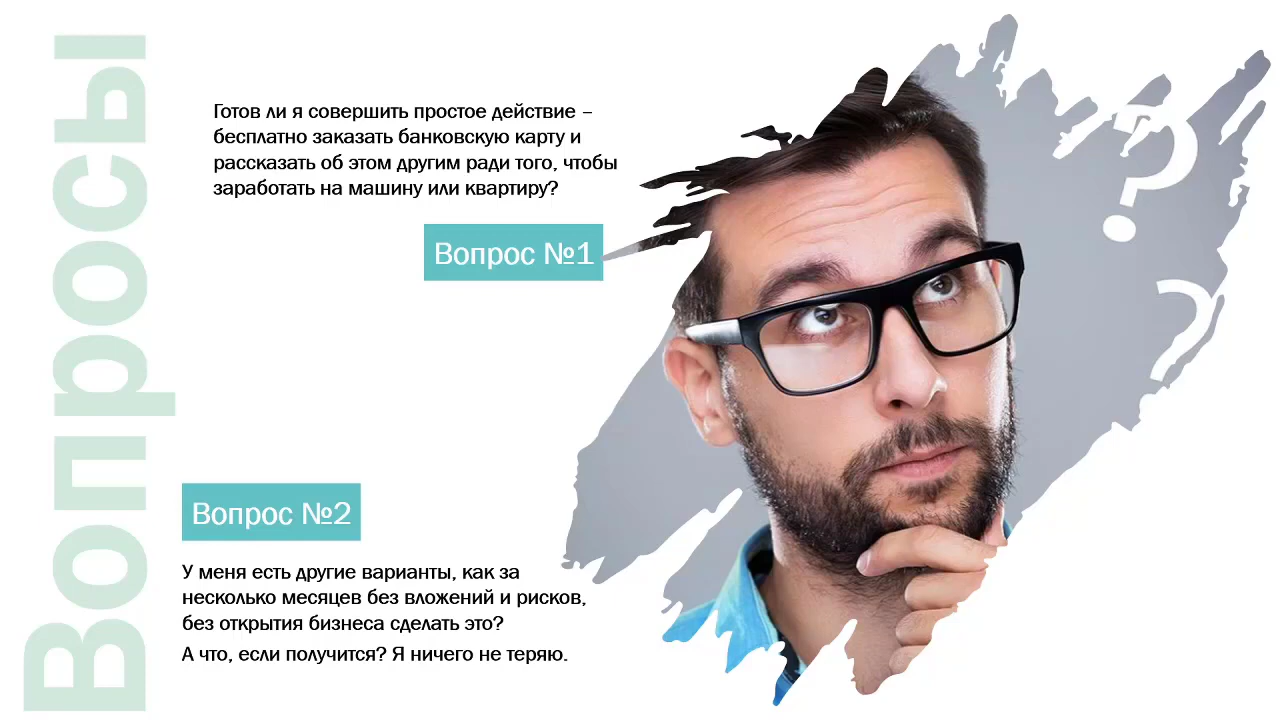 Вопросы
Готов ли я совершить простое действие –
бесплатно заказать банковскую карту и
рассказать об этом другим ради того, чтобы
заработать на машину или квартиру?
Вопрос №1
Вопрос №2
У меня есть другие варианты, как за
несколько месяцев без вложений и рисков,
без открытия бизнеса сделать это?
А что, если получится? Я ничего не теряю.
?
?